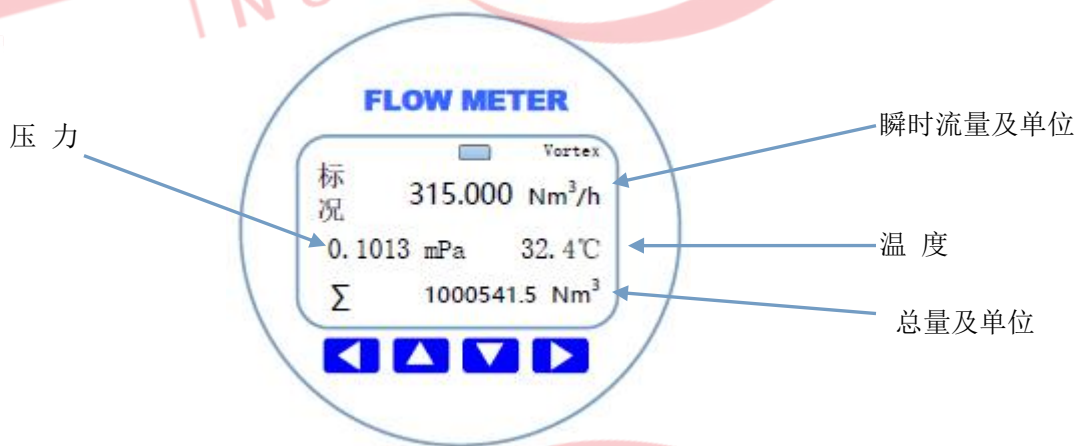 INU
FLOW METER
压 力
瞬时流量及单位
Vortex
标况
315.000 Nm³/h
0.1013 mPa 32.4℃
温 度
∑ 1000541.5 Nm³
总量及单位